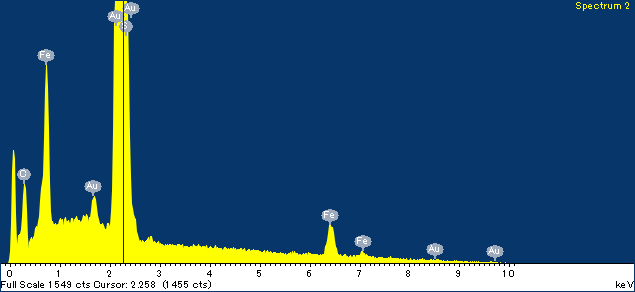 Spectrum 2
Au
Au
S
Fe
C
Au
Fe
Fe
Au
Au
0 1 2 3 4 5 6 7 8 9 10
Full Scale 1549 cts Cursor: 2.258 (1455 cts) keV